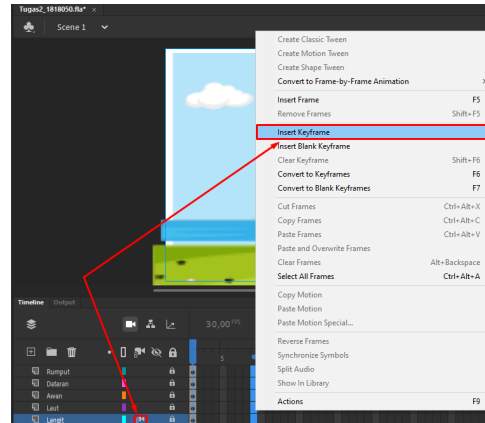 Tugas2_1818050.fla* ×
Scene 1
Create Classic Tween
Create Motion Tween
Create Shape Tween
Convert to Frame-by-Frame Animation
Insert Frame F5
Remove Frames Shift+F5
Insert Keyframe
Insert Blank Keyframe
Clear Keyframe Shift+F6
Convert to Keyframes F6
Convert to Blank Keyframes F7
Cut Frames Ctrl+Alt+X
Copy Frames Ctrl+Alt+C
Paste Frames Ctrl+Alt+V
Paste and Overwrite Frames
Clear Frames Alt+Backspace
Select All Frames Ctrl+Alt+A
Copy Motion
Paste Motion
Paste Motion Special...
Reverse Frames
Synchronize Symbols
Split Audio
Show In Library
Actions F9
Timeline Output
30,00 FPS
5
Rumput
Dataran
Awan
Laut
Langit